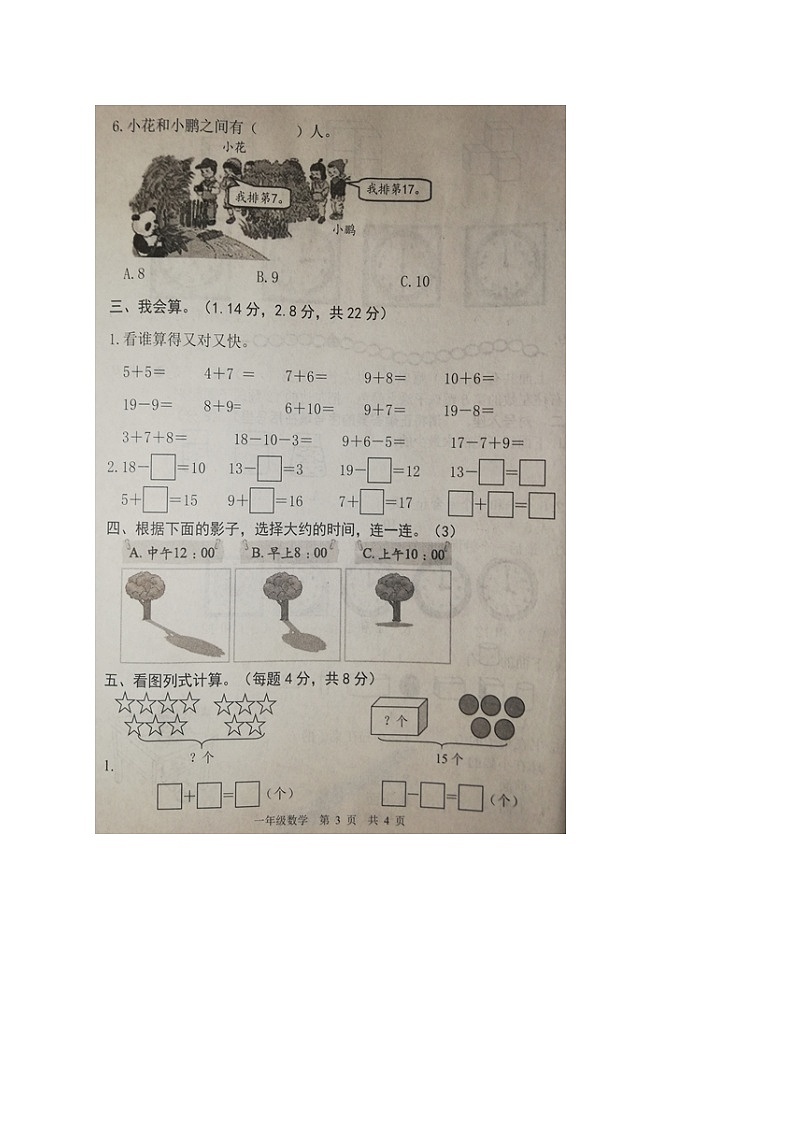 6. 小花和小鹏之间有（ ）人。
小花
我排第7。
我排第17。
小鹏
A.8 B.9 C.10
三、我会算。（1.14分，2.8分，共22分）
1.看谁算得又对又快。
5＋5＝ 4＋7 ＝ 7＋6＝ 9＋8＝ 10＋6＝
19－9＝ 8＋9＝ 6＋10＝ 9＋7＝ 19－8＝
3＋7＋8＝ 18－10－3＝ 9＋6－5＝ 17－7＋9＝
2.18－□＝10 13－□＝3 19－□＝12 13－□＝□
5＋□＝15 9＋□＝16 7＋□＝17 □＋□＝□
四、根据下面的影子，选择大约的时间，连一连。（3）
A.中午12：00 B.早上8：00 C.上午10：00
五、看图列式计算。（每题4分，共8分）
？个
？个 15个
1.
□＋□＝□（个） □－□＝□（个）
一年级数学 第 3 页 共 4 页